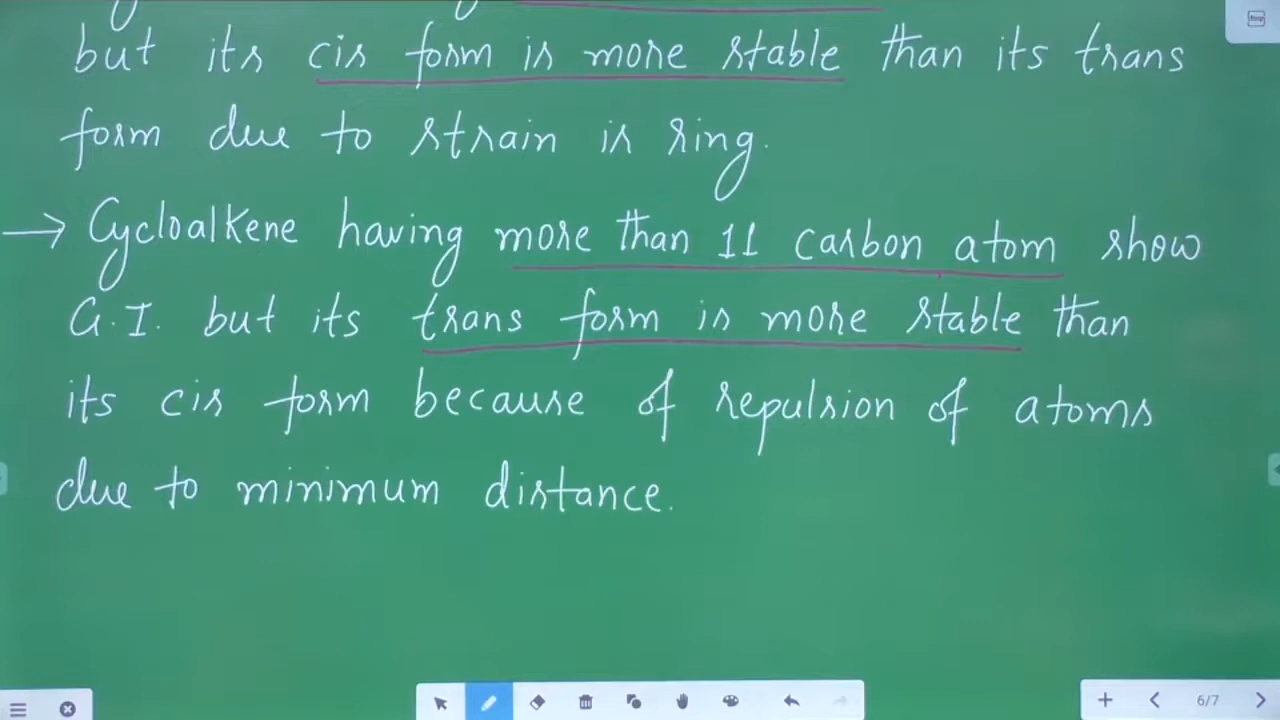 but its cis form is more stable than its trans
form due to strain is ring.
→ Cycloalkene having more than 11 carbon atom show
G.I. but its trans form is more stable than
its cis form because of repulsion of atoms
due to minimum distance.
6/7